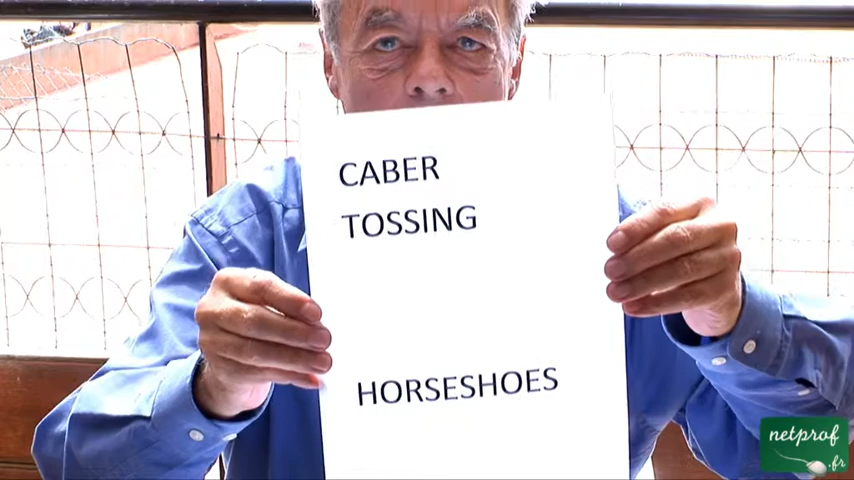 CABER
TOSSING
HORSESHOES
netprof
.fr